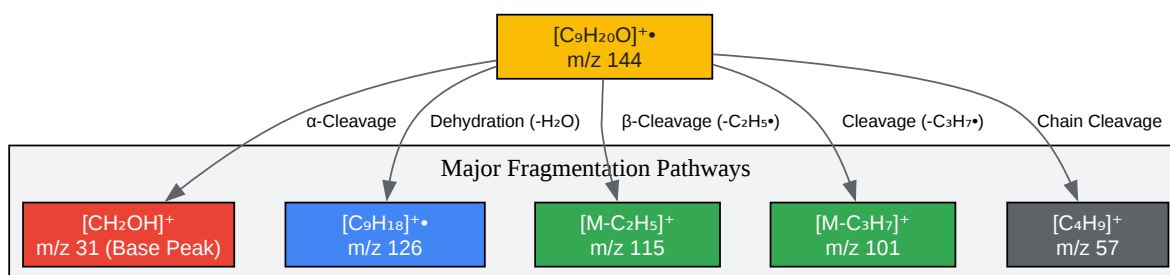 [C₉H₂₀O]⁺•
m/z 144
α-Cleavage
Dehydration (-H₂O)
β-Cleavage (-C₂H₅•)
Cleavage (-C₃H₇•)
Chain Cleavage
Major Fragmentation Pathways
[CH₂OH]⁺
m/z 31 (Base Peak)
[C₉H₁₈]⁺•
m/z 126
[M-C₂H₅]⁺
m/z 115
[M-C₃H₇]⁺
m/z 101
[C₄H₉]⁺
m/z 57